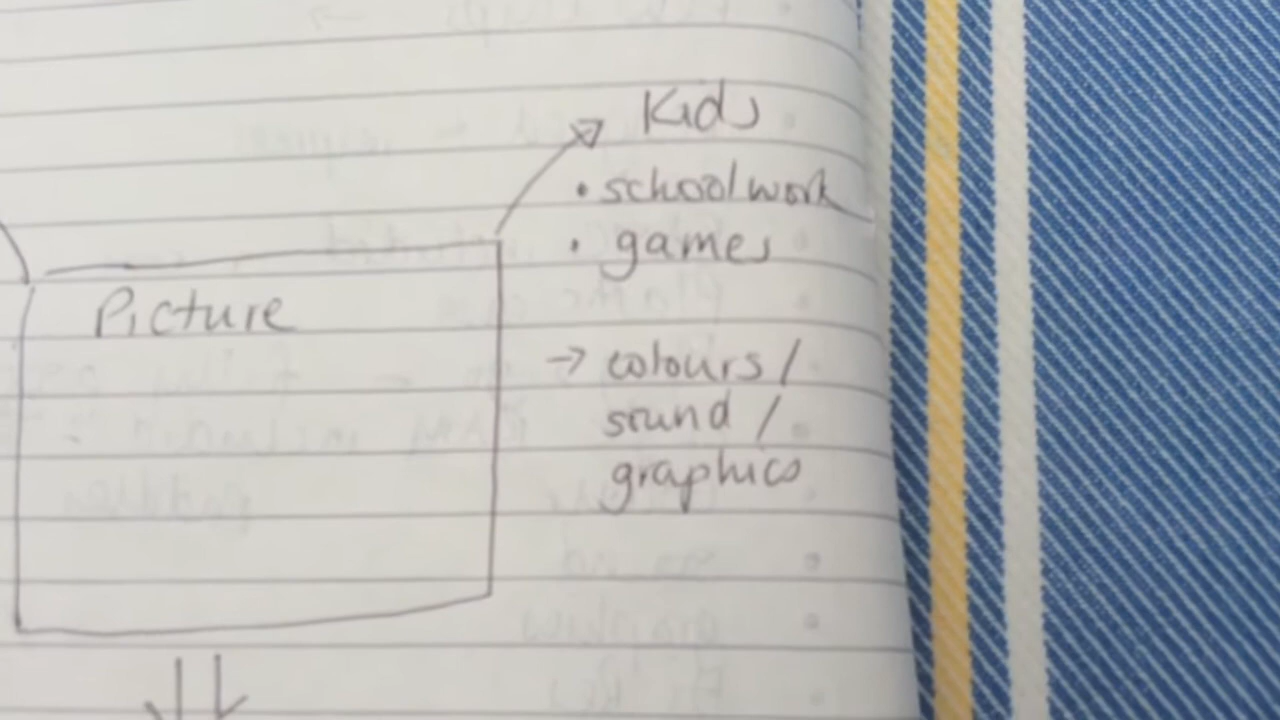 Kids
• schoolwork
• games
Picture
→ colours /
sound /
graphics